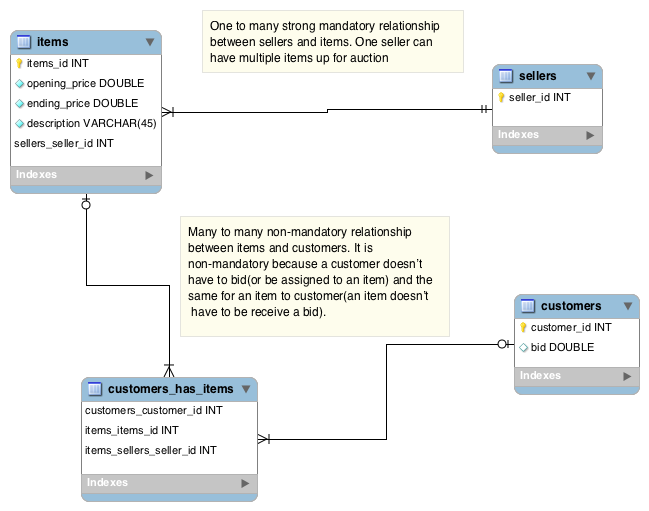 One to many strong mandatory relationship
between sellers and items. One seller can
have multiple items up for auction
items
items_id INT
opening_price DOUBLE
ending_price DOUBLE
description VARCHAR(45)
sellers_seller_id INT
Indexes
sellers
seller_id INT
Indexes
Many to many non-mandatory relationship
between items and customers. It is
non-mandatory because a customer doesn't
have to bid(or be assigned to an item) and the
same for an item to customer(an item doesn't
have to be receive a bid).
customers
customer_id INT
bid DOUBLE
Indexes
customers_has_items
customers_customer_id INT
items_items_id INT
items_sellers_seller_id INT
Indexes